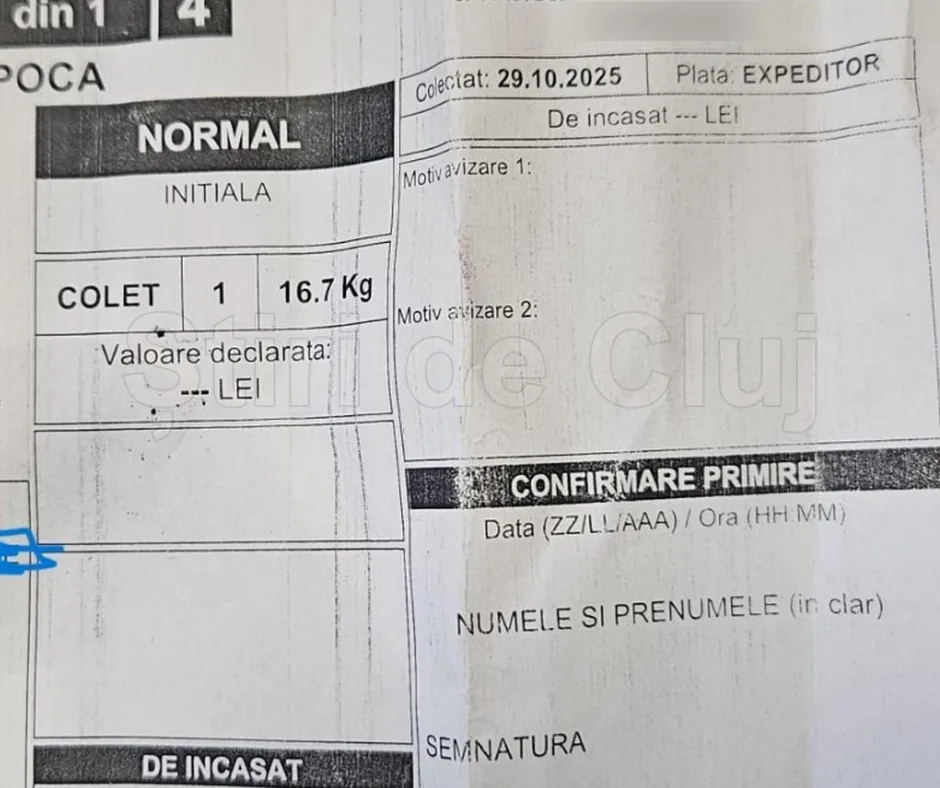 din 1 4
POCA
Colectat: 29.10.2025 Plata: EXPEDITOR
De incasat --- LEI
NORMAL
INITIALA
Motiv avizare 1:
COLET 1 16.7 Kg
Motiv avizare 2:
Valoare declarata:
--- LEI
Știri de Cluj
CONFIRMARE PRIMIRE
Data (ZZ/LL/AAA) / Ora (HH:MM)
NUMELE SI PRENUMELE (in clar)
SEMNATURA
DE INCASAT